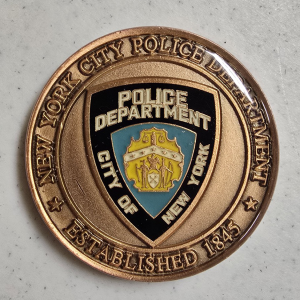 NEW YORK CITY POLICE DEPARTMENT
POLICE
DEPARTMENT
CITY OF
NEW YORK
ESTABLISHED 1845